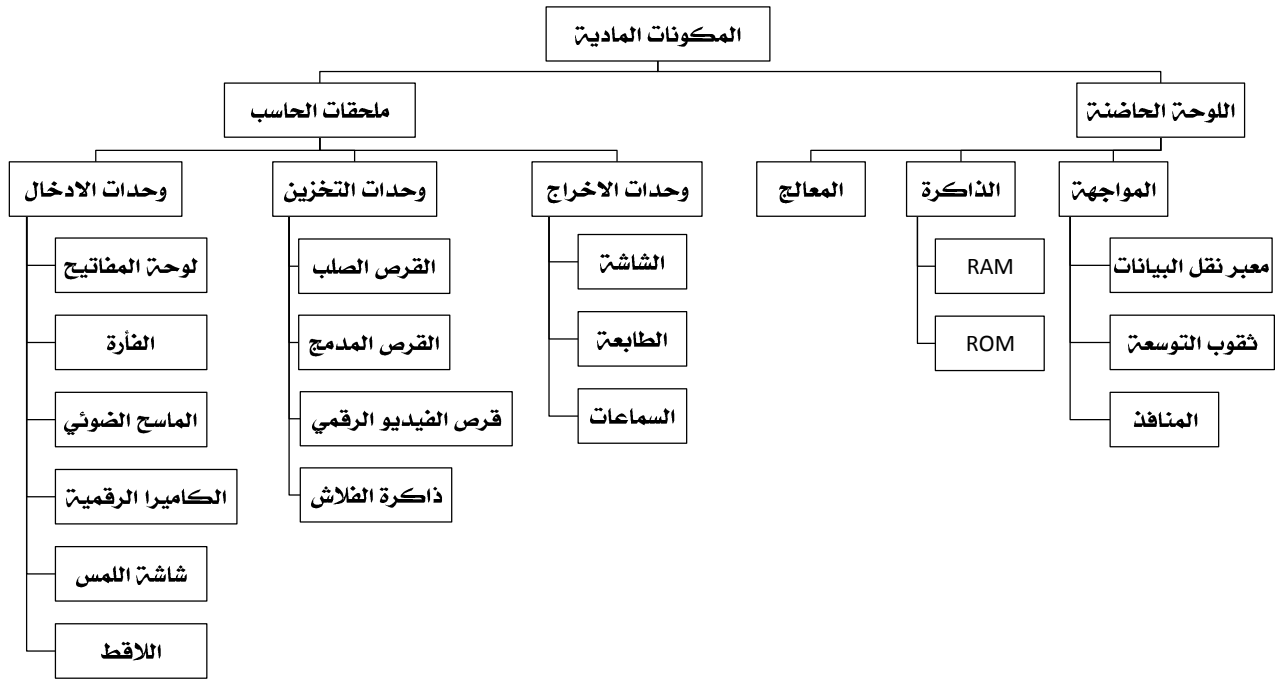 المكونات المادية
اللوحة الحاضنة
ملحقات الحاسب
المواجهة
الذاكرة
المعالج
وحدات الاخراج
وحدات التخزين
وحدات الادخال
معبر نقل البيانات
ثقوب التوسعة
المنافذ
RAM
ROM
الشاشة
الطابعة
السماعات
القرص الصلب
القرص المدمج
قرص الفيديو الرقمي
ذاكرة الفلاش
لوحة المفاتيح
الفأرة
الماسح الضوئي
الكاميرا الرقمية
شاشة اللمس
اللاقط